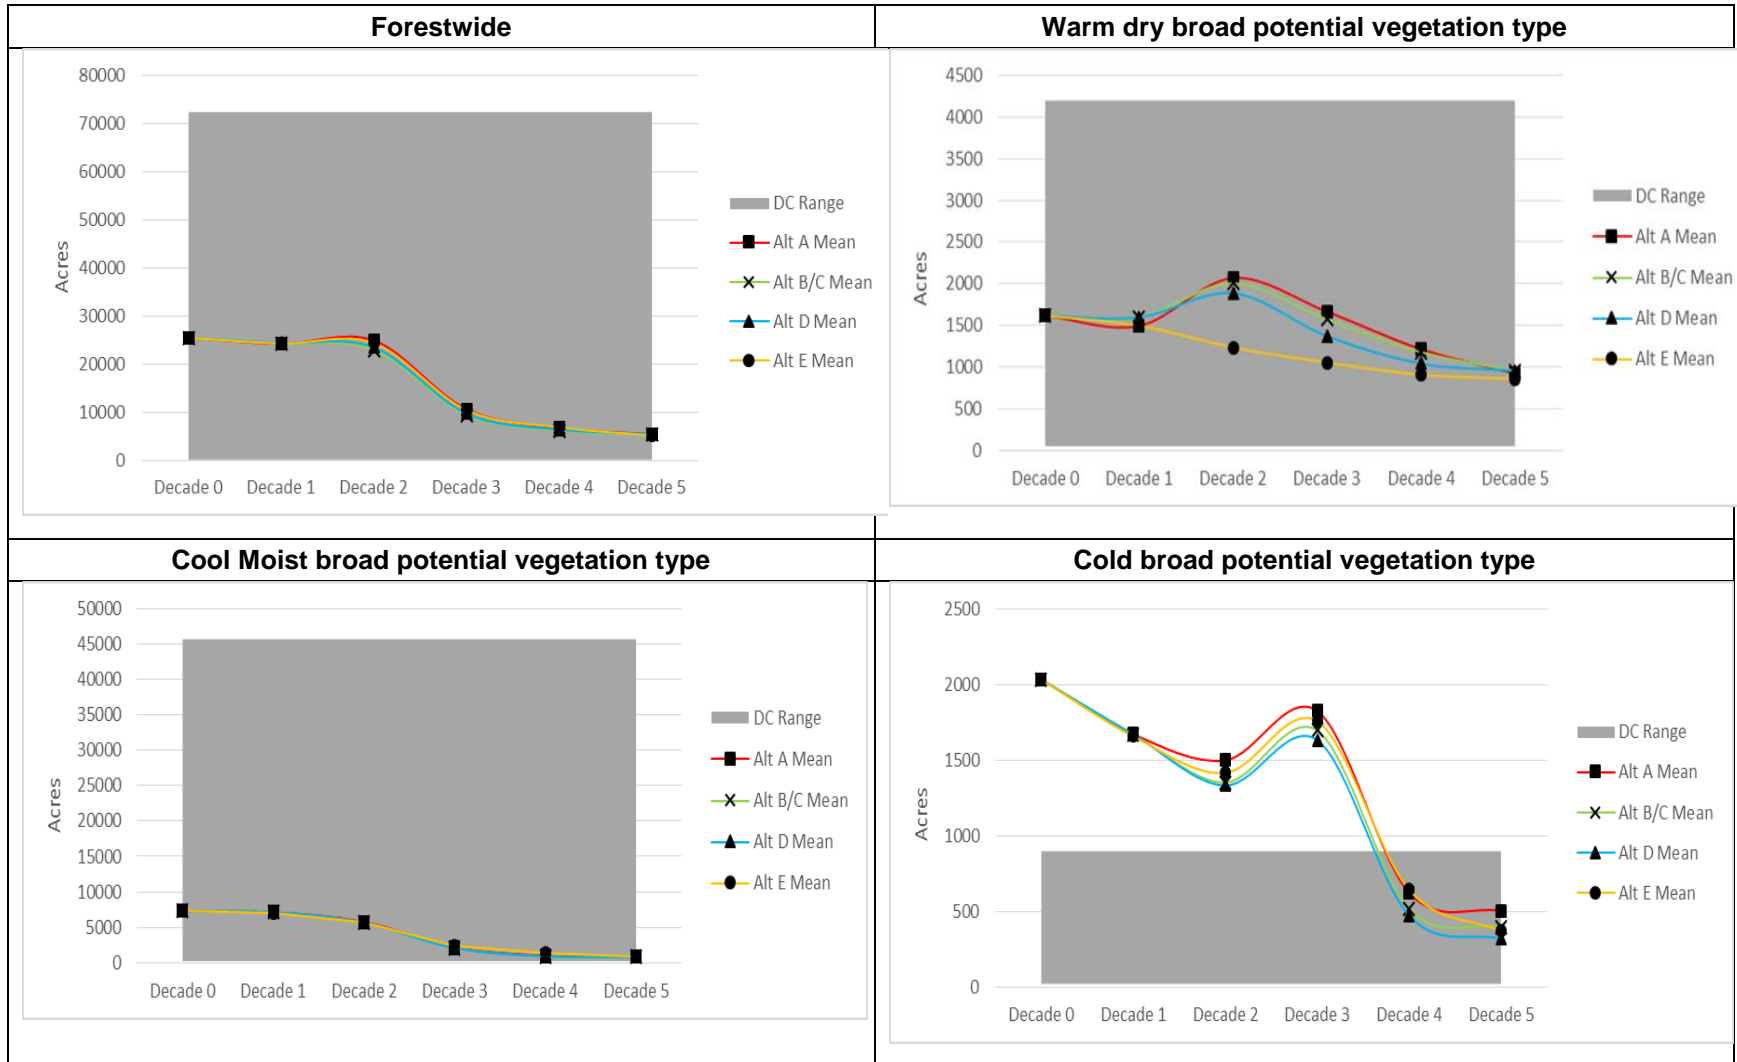 Forestwide
80000
70000
60000
50000
40000
30000
20000
10000
0
Acres
Decade 0 Decade 1 Decade 2 Decade 3 Decade 4 Decade 5
DC Range
Alt A Mean
Alt B/C Mean
Alt D Mean
Alt E Mean
Warm dry broad potential vegetation type
4500
4000
3500
3000
2500
2000
1500
1000
500
0
Acres
Decade 0 Decade 1 Decade 2 Decade 3 Decade 4 Decade 5
DC Range
Alt A Mean
Alt B/C Mean
Alt D Mean
Alt E Mean
Cool Moist broad potential vegetation type
50000
45000
40000
35000
30000
25000
20000
15000
10000
5000
0
Acres
Decade 0 Decade 1 Decade 2 Decade 3 Decade 4 Decade 5
DC Range
Alt A Mean
Alt B/C Mean
Alt D Mean
Alt E Mean
Cold broad potential vegetation type
2500
2000
1500
1000
500
0
Acres
Decade 0 Decade 1 Decade 2 Decade 3 Decade 4 Decade 5
DC Range
Alt A Mean
Alt B/C Mean
Alt D Mean
Alt E Mean